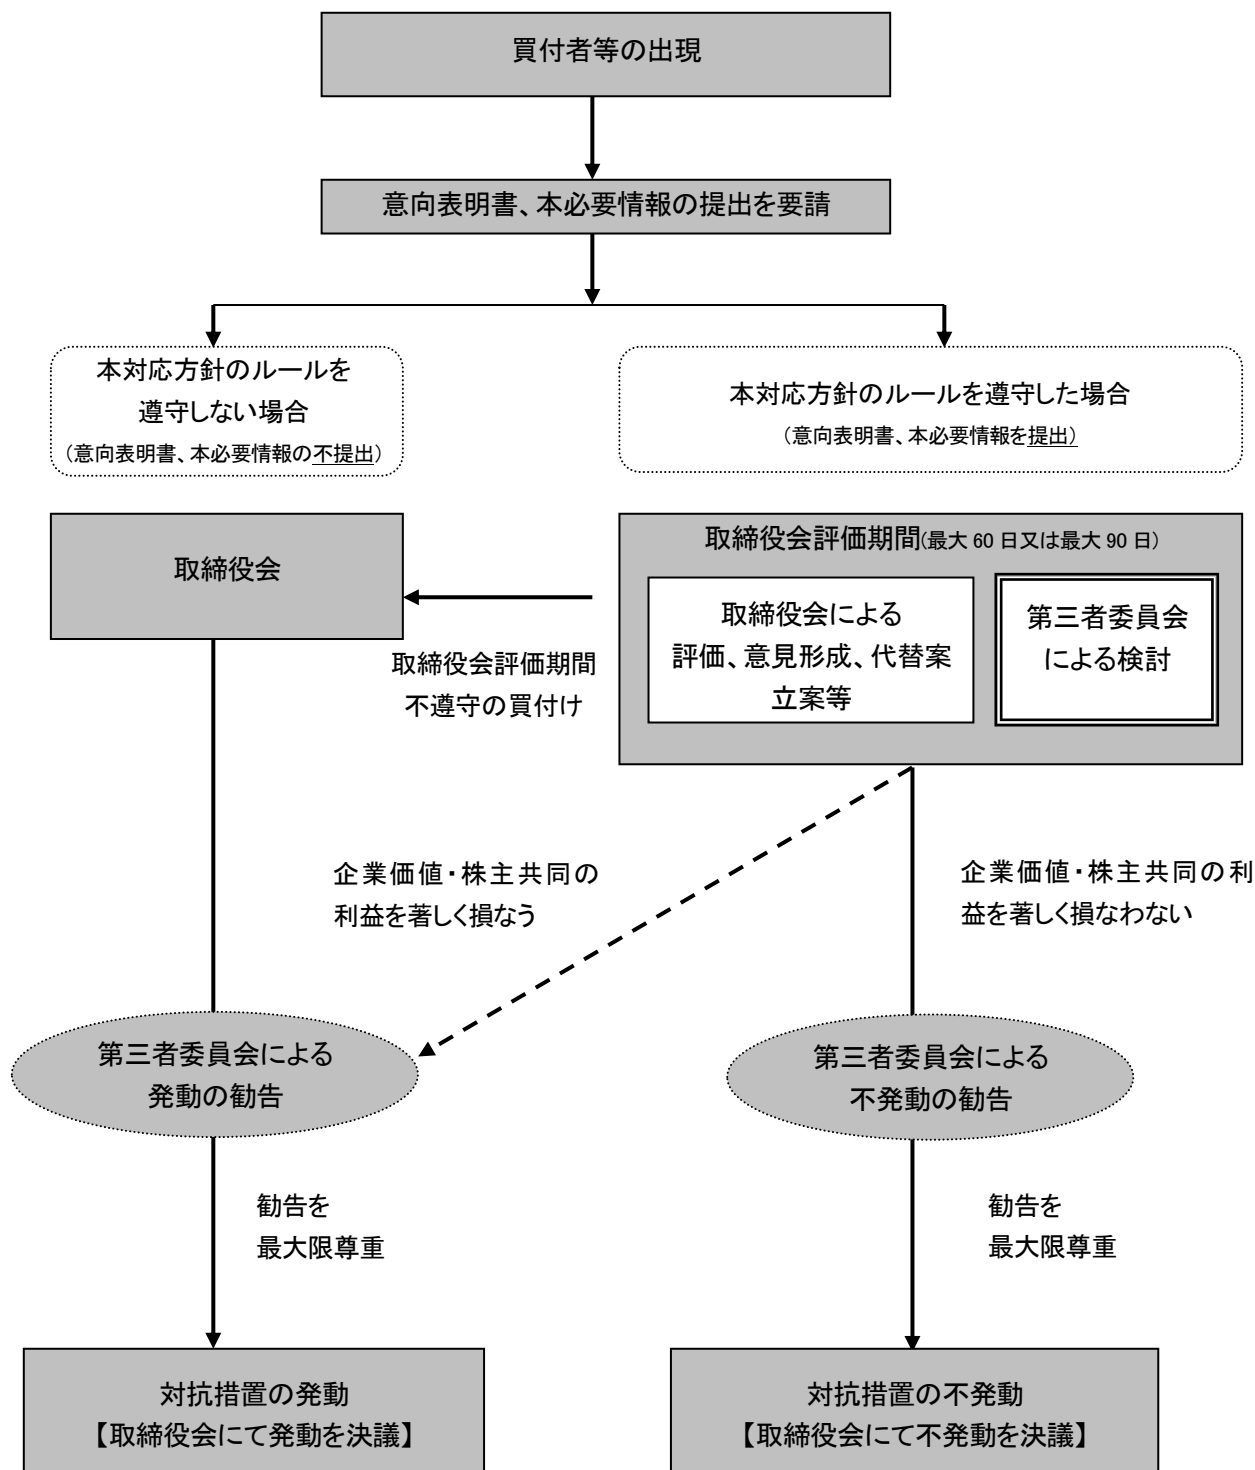 買付者等の出現
意向表明書、本必要情報の提出を要請
本対応方針のルールを
遵守しない場合
（意向表明書、本必要情報の不提出）
本対応方針のルールを遵守した場合
（意向表明書、本必要情報を提出）
取締役会
取締役会評価期間(最大 60 日又は最大 90 日)
取締役会による
評価、意見形成、代替案
立案等
第三者委員会
による検討
取締役会評価期間
不遵守の買付け
企業価値・株主共同の
利益を著しく損なう
企業価値・株主共同の利
益を著しく損なわない
第三者委員会による
発動の勧告
第三者委員会による
不発動の勧告
勧告を
最大限尊重
勧告を
最大限尊重
対抗措置の発動
【取締役会にて発動を決議】
対抗措置の不発動
【取締役会にて不発動を決議】